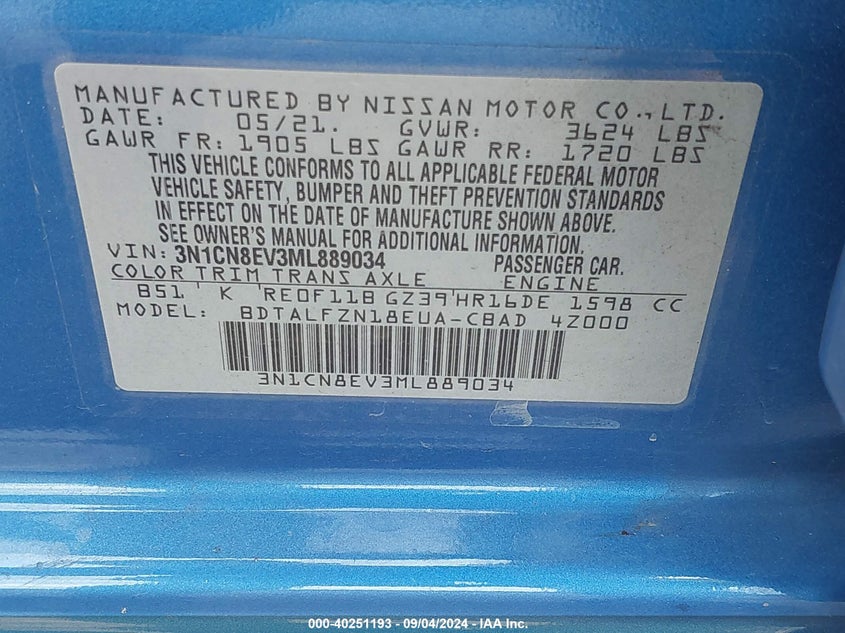 MANUFACTURED BY NISSAN MOTOR CO., LTD.
DATE: 05/21. GVWR: 3624 LBS
GAWR FR: 1905 LBS GAWR RR: 1720 LBS
THIS VEHICLE CONFORMS TO ALL APPLICABLE FEDERAL MOTOR
VEHICLE SAFETY, BUMPER AND THEFT PREVENTION STANDARDS
IN EFFECT ON THE DATE OF MANUFACTURE SHOWN ABOVE.
SEE OWNER'S MANUAL FOR ADDITIONAL INFORMATION.
VIN: 3N1CN8EV3ML889034 PASSENGER CAR.
COLOR TRIM TRANS AXLE ENGINE
B51 K RE0F11B GZ39 HR16DE 1598 CC
MODEL: BDTALFZN18EUA-CBAD 4Z000
3N1CN8EV3ML889034
000-40251193 - 09/04/2024 - IAA Inc.